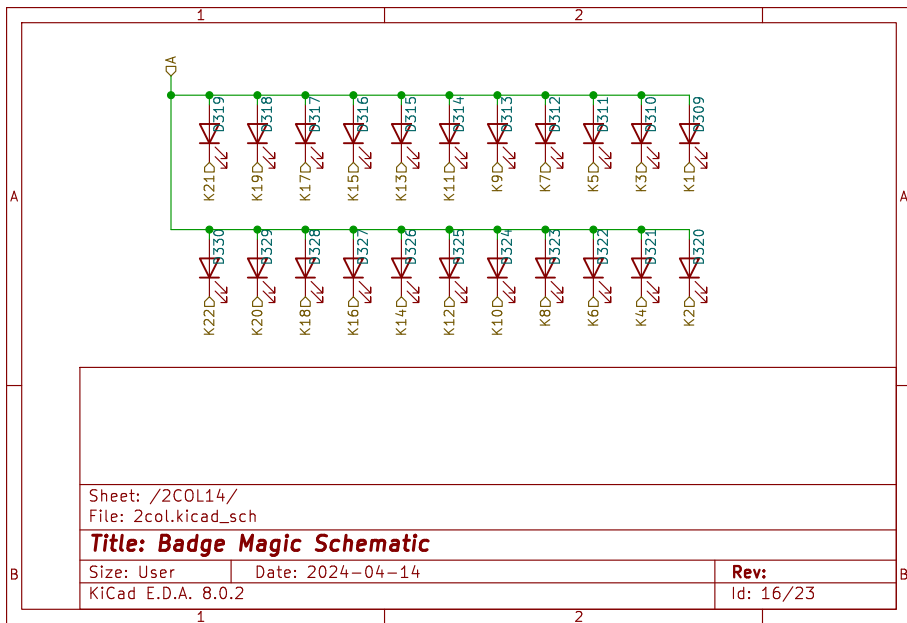 1 2
A
D319 D318 D317 D316 D315 D314 D313 D312 D311 D310 D309
K21 K19 K17 K15 K13 K11 K9 K7 K5 K3 K1
A A
D330 D329 D328 D327 D326 D325 D324 D323 D322 D321 D320
K22 K20 K18 K16 K14 K12 K10 K8 K6 K4 K2
Sheet: /2COL14/
File: 2col.kicad_sch
Title: Badge Magic Schematic
B Size: User Date: 2024-04-14 Rev: B
KiCad E.D.A. 8.0.2 Id: 16/23
1 2